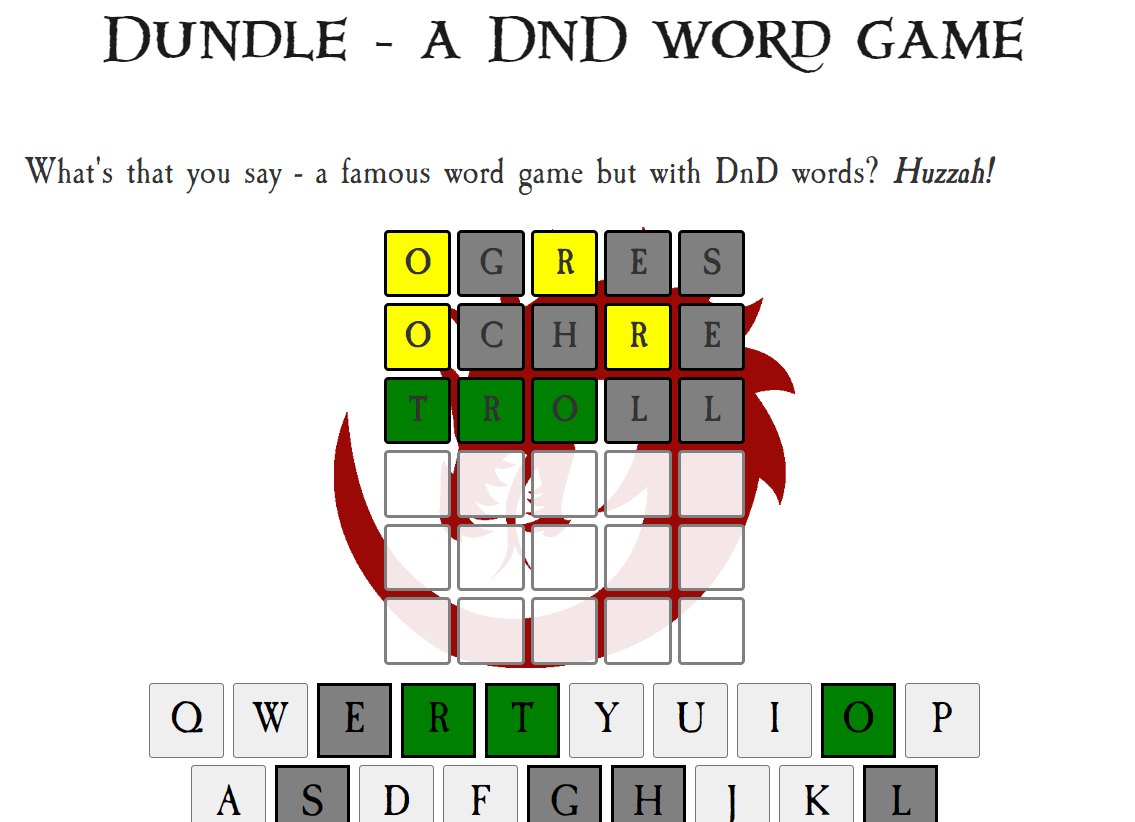 Dundle - a DnD word game
What's that you say - a famous word game but with DnD words? Huzzah!
O G R E S
O C H R E
T R O L L
Q W E R T Y U I O P
A S D F G H J K L